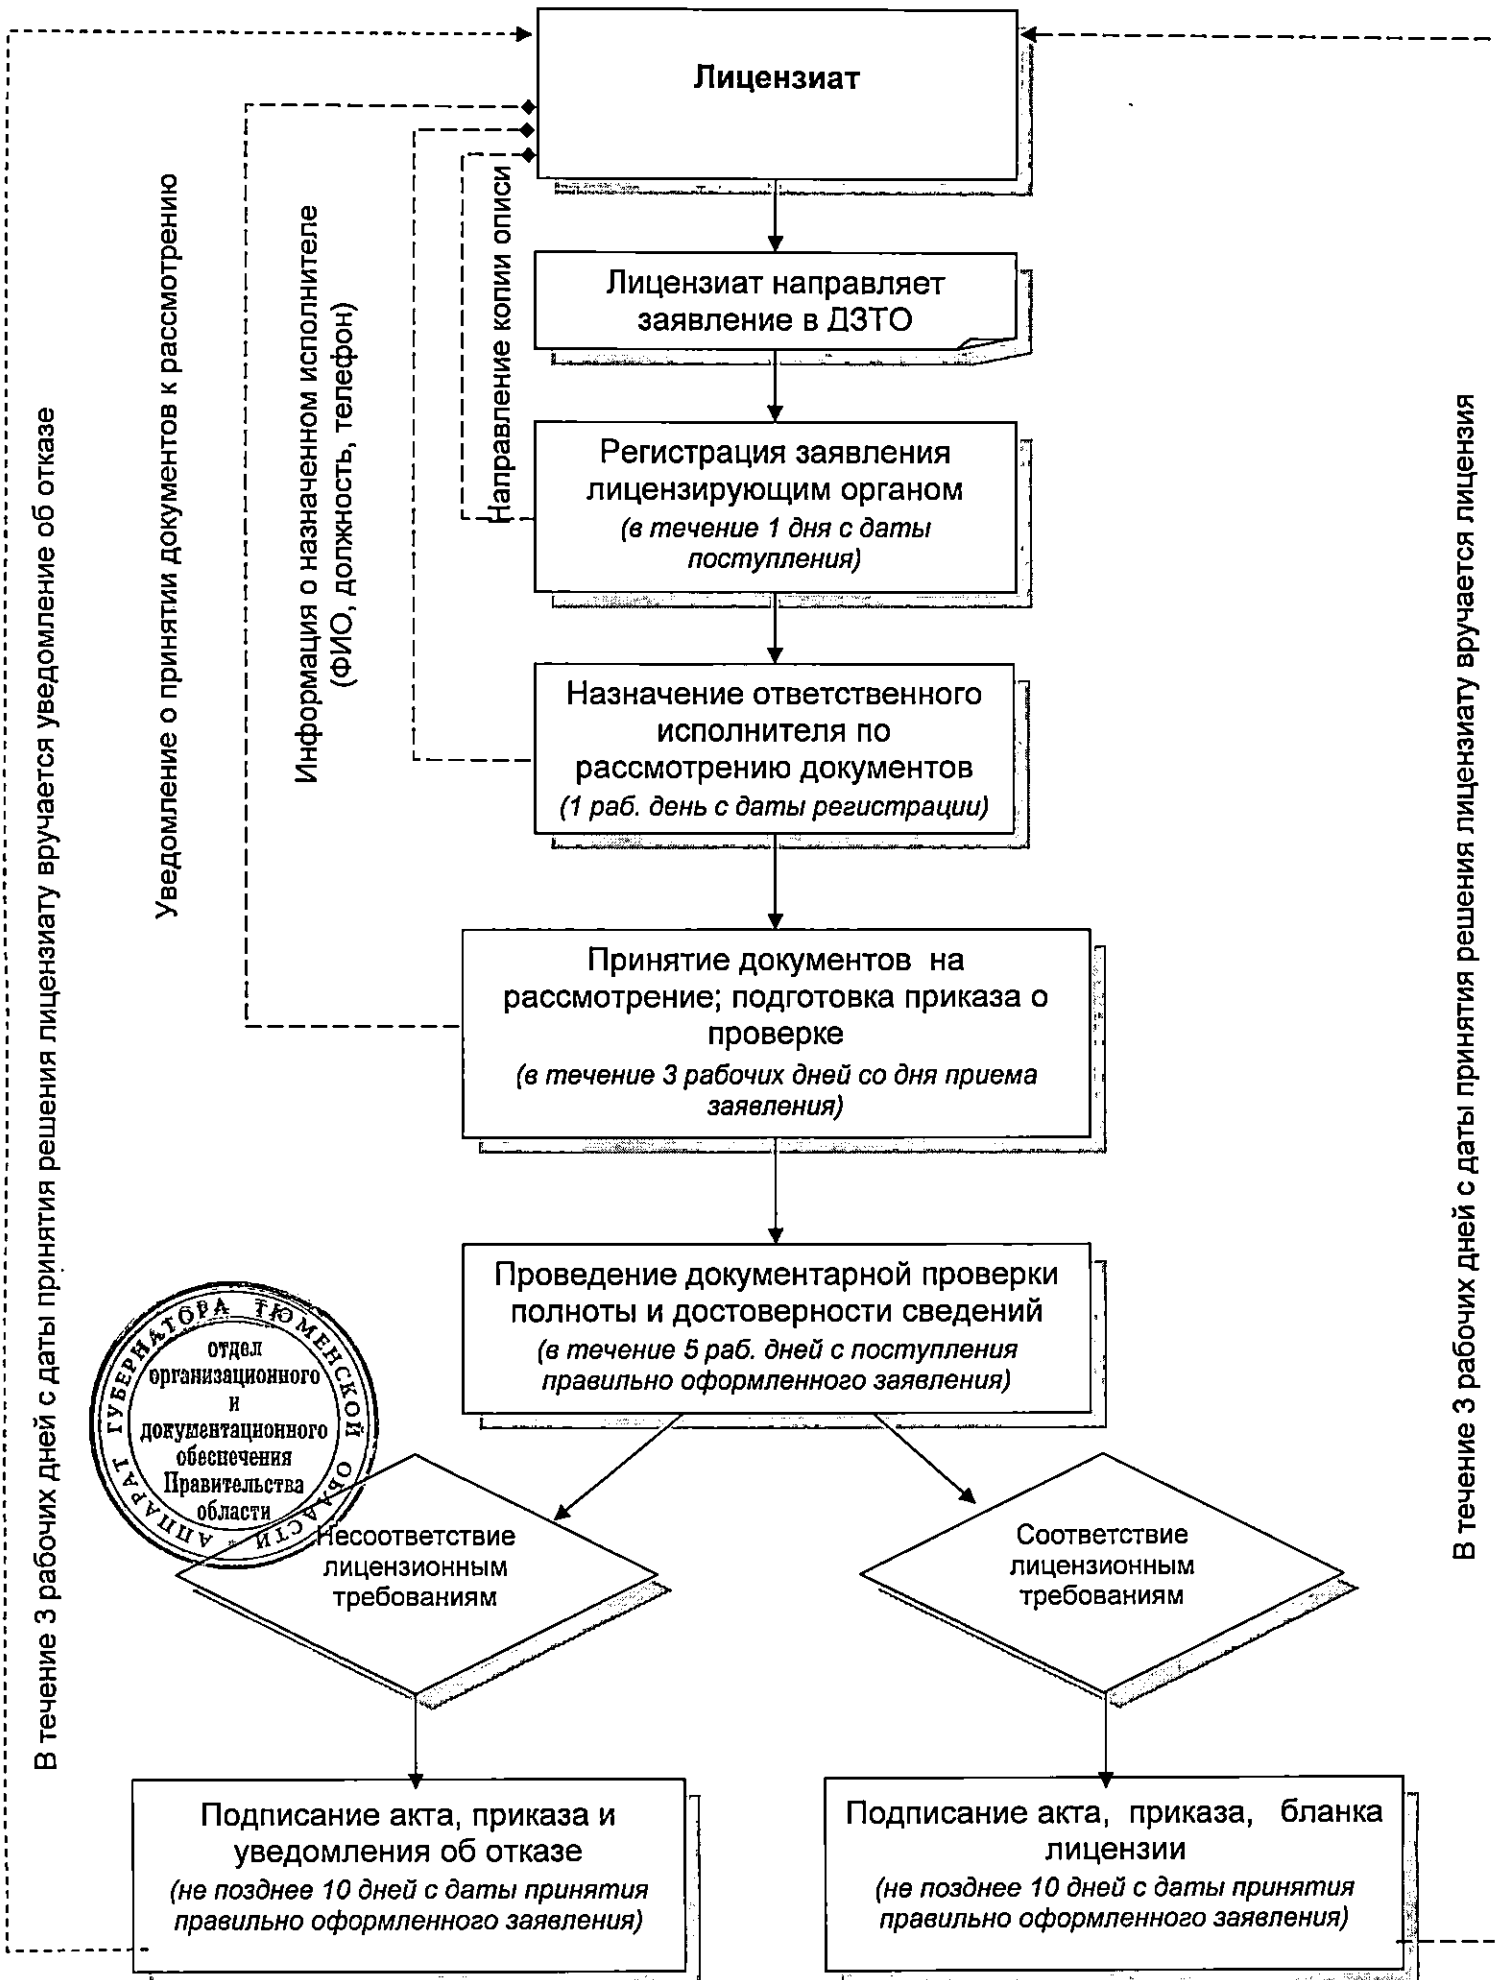 Лицензиат
Лицензиат направляет
заявление в ДЗТО
Регистрация заявления
лицензирующим органом
(в течение 1 дня с даты
поступления)
Назначение ответственного
исполнителя по
рассмотрению документов
(1 раб. день с даты регистрации)
Принятие документов на
рассмотрение; подготовка приказа о
проверке
(в течение 3 рабочих дней со дня приема
заявления)
Проведение документарной проверки
полноты и достоверности сведений
(в течение 5 раб. дней с поступления
правильно оформленного заявления)
Несоответствие
лицензионным
требованиям
Соответствие
лицензионным
требованиям
Подписание акта, приказа и
уведомления об отказе
(не позднее 10 дней с даты принятия
правильно оформленного заявления)
Подписание акта, приказа, бланка
лицензии
(не позднее 10 дней с даты принятия
правильно оформленного заявления)
В течение 3 рабочих дней с даты принятия решения лицензиату вручается уведомление об отказе
Уведомление о принятии документов к рассмотрению
Информация о назначенном исполнителе
(ФИО, должность, телефон)
Направление копии описи
В течение 3 рабочих дней с даты принятия решения лицензиату вручается лицензия
АППАРАТ ГУБЕРНАТОРА ТЮМЕНСКОЙ ОБЛАСТИ *
отдел
организационного
и
документационного
обеспечения
Правительства
области